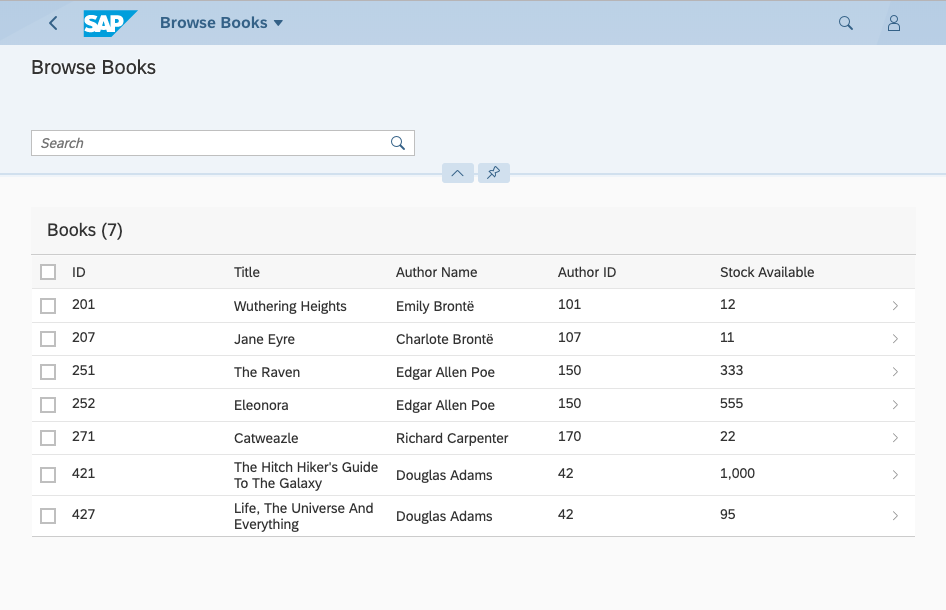 SAP Browse Books
Browse Books
Search
Books (7)
ID Title Author Name Author ID Stock Available
201 Wuthering Heights Emily Brontë 101 12
207 Jane Eyre Charlote Brontë 107 11
251 The Raven Edgar Allen Poe 150 333
252 Eleonora Edgar Allen Poe 150 555
271 Catweazle Richard Carpenter 170 22
421 The Hitch Hiker's Guide Douglas Adams 42 1,000
To The Galaxy
427 Life, The Universe And Douglas Adams 42 95
Everything